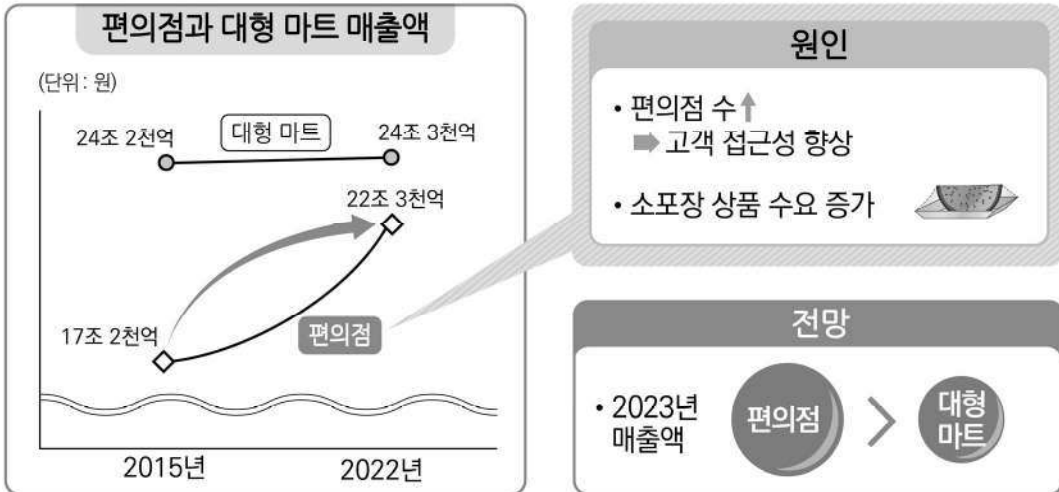 편의점과 대형 마트 매출액
(단위: 원)
24조 2천억
대형 마트
24조 3천억
22조 3천억
17조 2천억
편의점
2015년
2022년
원인
• 편의점 수↑
➡ 고객 접근성 향상
• 소포장 상품 수요 증가
전망
• 2023년
매출액
편의점
>
대형
마트